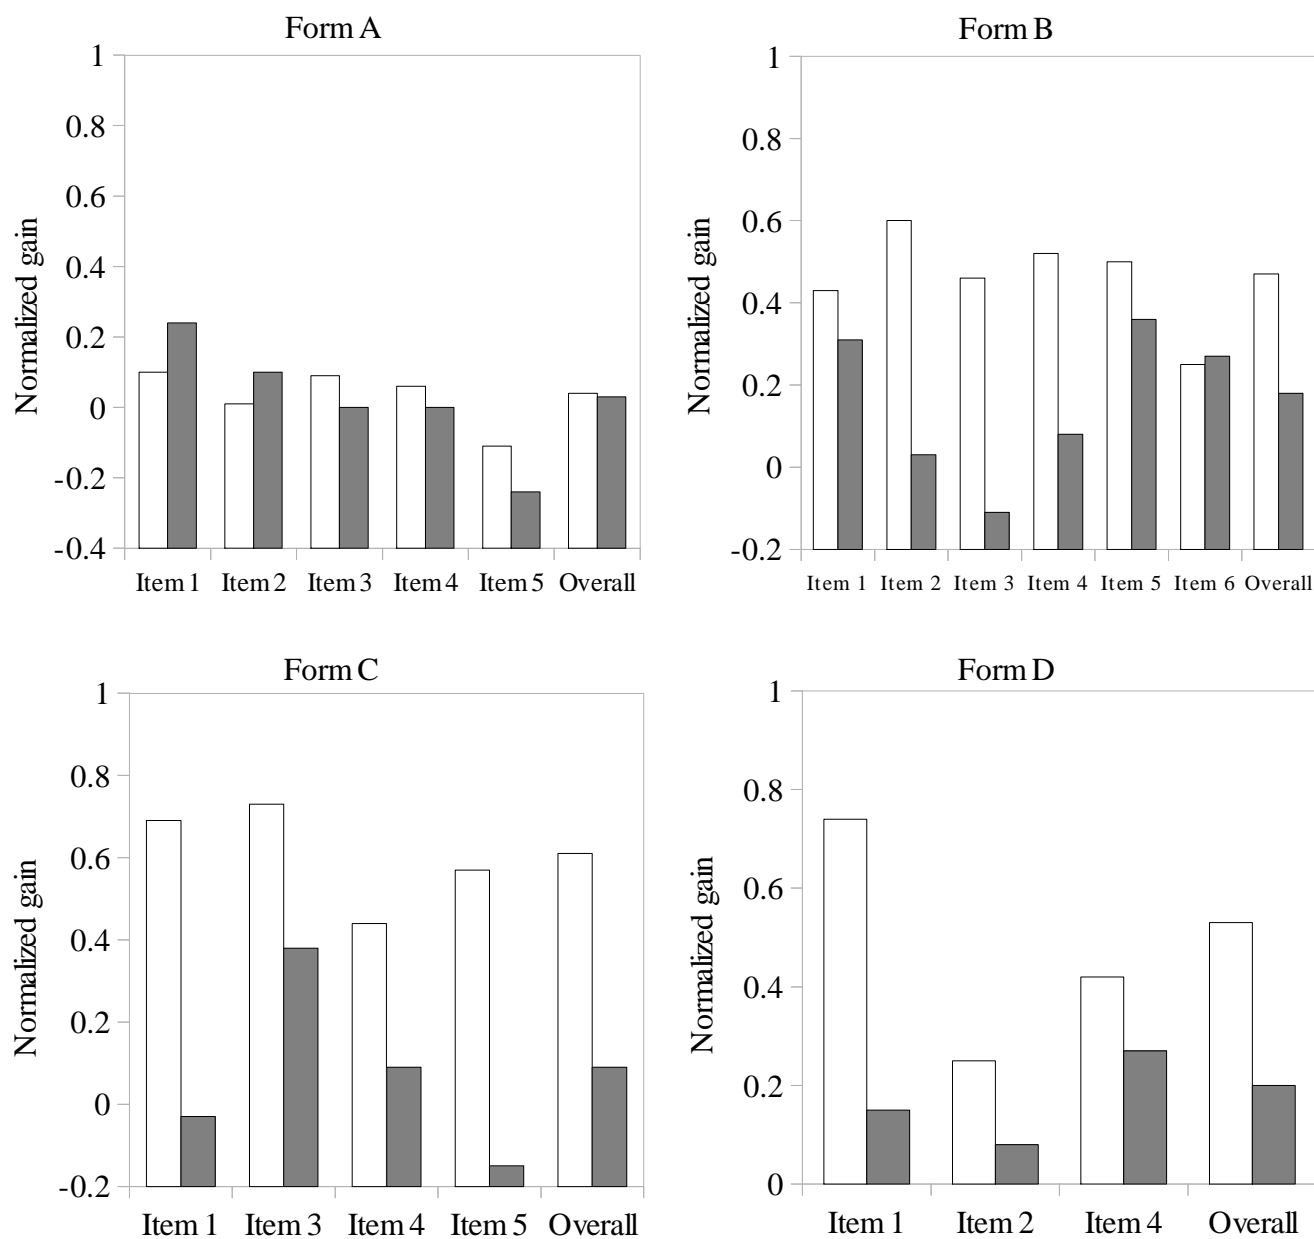 Form A
Normalized gain
1
0.8
0.6
0.4
0.2
0
-0.2
-0.4
Item 1 Item 2 Item 3 Item 4 Item 5 Overall
Form B
Normalized gain
1
0.8
0.6
0.4
0.2
0
-0.2
Item 1 Item 2 Item 3 Item 4 Item 5 Item 6 Overall
Form C
Normalized gain
1
0.8
0.6
0.4
0.2
0
-0.2
Item 1 Item 3 Item 4 Item 5 Overall
Form D
Normalized gain
1
0.8
0.6
0.4
0.2
0
Item 1 Item 2 Item 4 Overall